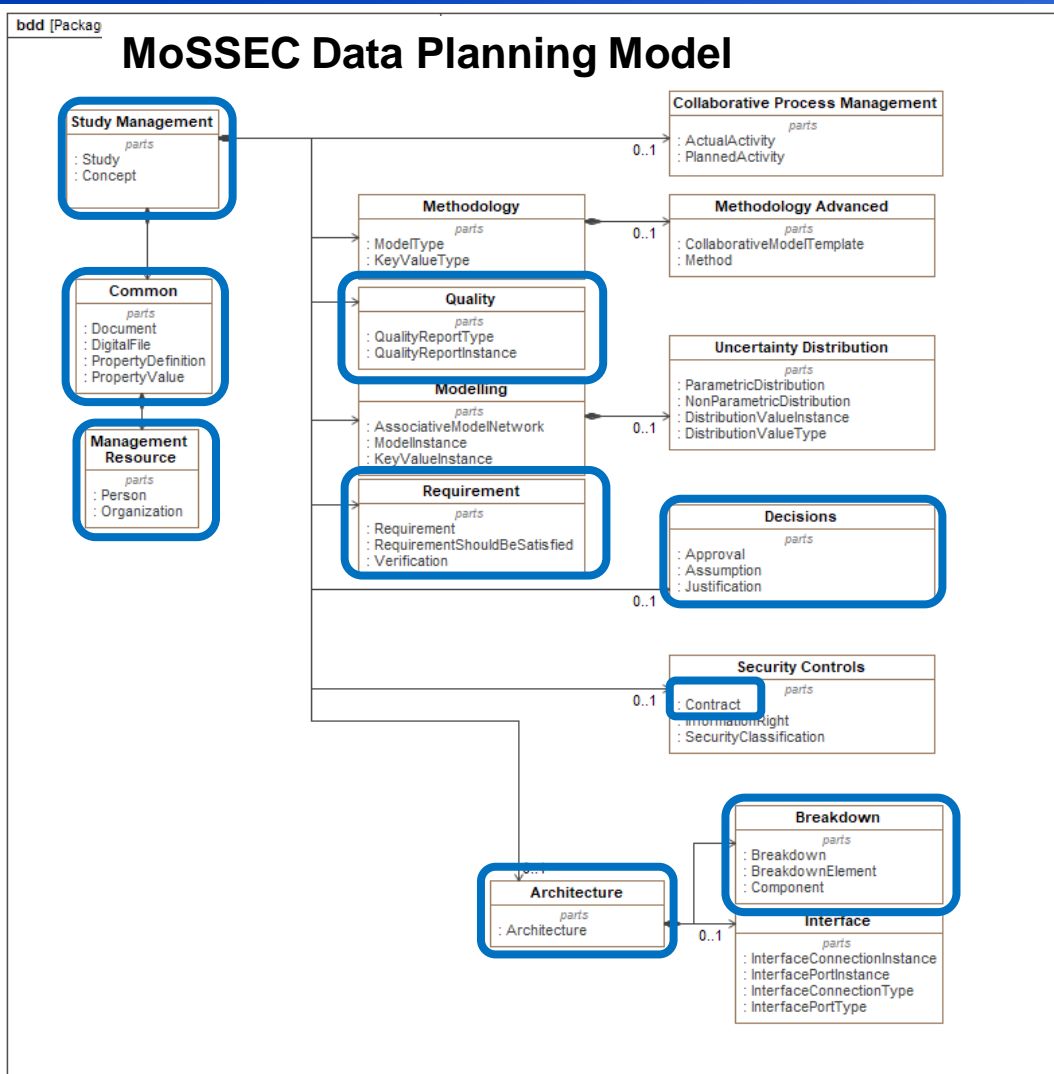 bdd [Packag
MoSSEC Data Planning Model
Study Management
parts
: Study
: Concept
Collaborative Process Management
parts
: ActualActivity
: PlannedActivity
0..1
Methodology
parts
: ModelType
: KeyValueType
Methodology Advanced
parts
: CollaborativeModelTemplate
: Method
0..1
Common
parts
: Document
: DigitalFile
: PropertyDefinition
: PropertyValue
Quality
parts
: QualityReportType
: QualityReportInstance
Uncertainty Distribution
parts
: ParametricDistribution
: NonParametricDistribution
: DistributionValueInstance
: DistributionValueType
0..1
Modelling
parts
: AssociativeModelNetwork
: ModelInstance
: KeyValueInstance
Management
Resource
parts
: Person
: Organization
Requirement
parts
: Requirement
: RequirementShouldBeSatisfied
: Verification
Decisions
parts
: Approval
: Assumption
: Justification
0..1
Security Controls
parts
: Contract
: InformationRight
: SecurityClassification
0..1
Breakdown
parts
: Breakdown
: BreakdownElement
: Component
0..1
Architecture
parts
: Architecture
0..1
Interface
parts
: InterfaceConnectionInstance
: InterfacePortInstance
: InterfaceConnectionType
: InterfacePortType